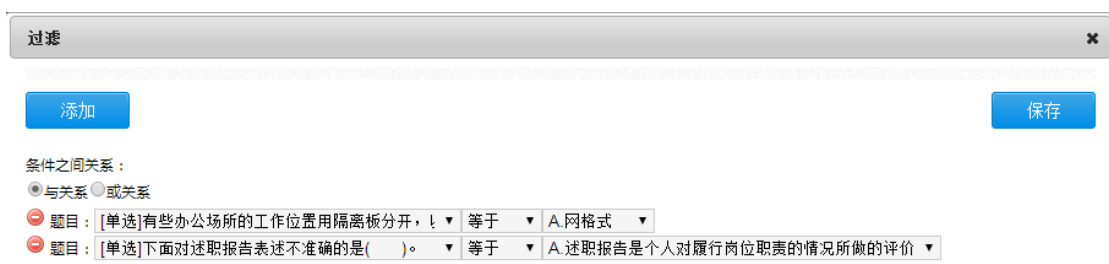 过滤
添加 保存
条件之间关系：
与关系 或关系
题目：[单选]有些办公场所的工作位置用隔离板分开， 等于 A.网格式
题目：[单选]下面对述职报告表述不准确的是( )。 等于 A.述职报告是个人对履行岗位职责的情况所做的评价